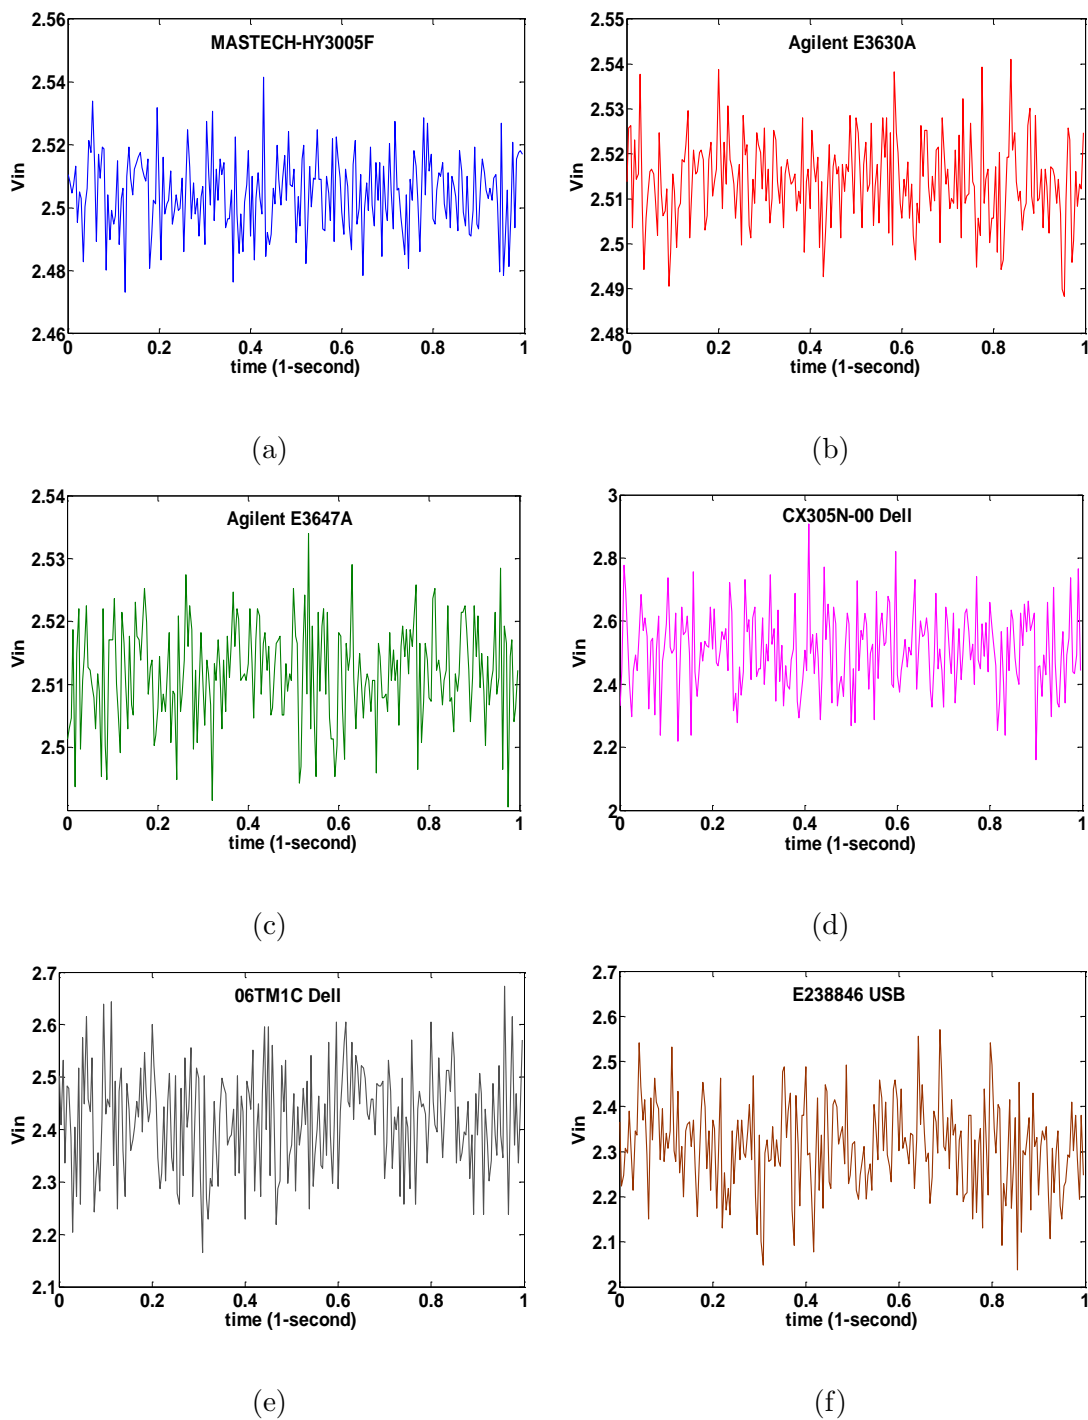 MASTECH-HY3005F
Vin
2.56
2.54
2.52
2.5
2.48
2.46
0 0.2 0.4 0.6 0.8 1
time (1-second)
(a)
Agilent E3630A
Vin
2.55
2.54
2.53
2.52
2.51
2.5
2.49
2.48
0 0.2 0.4 0.6 0.8 1
time (1-second)
(b)
Agilent E3647A
Vin
2.54
2.53
2.52
2.51
2.5
0 0.2 0.4 0.6 0.8 1
time (1-second)
(c)
CX305N-00 Dell
Vin
3
2.8
2.6
2.4
2.2
2
0 0.2 0.4 0.6 0.8 1
time (1-second)
(d)
06TM1C Dell
Vin
2.7
2.6
2.5
2.4
2.3
2.2
2.1
0 0.2 0.4 0.6 0.8 1
time (1-second)
(e)
E238846 USB
Vin
2.7
2.6
2.5
2.4
2.3
2.2
2.1
2
0 0.2 0.4 0.6 0.8 1
time (1-second)
(f)